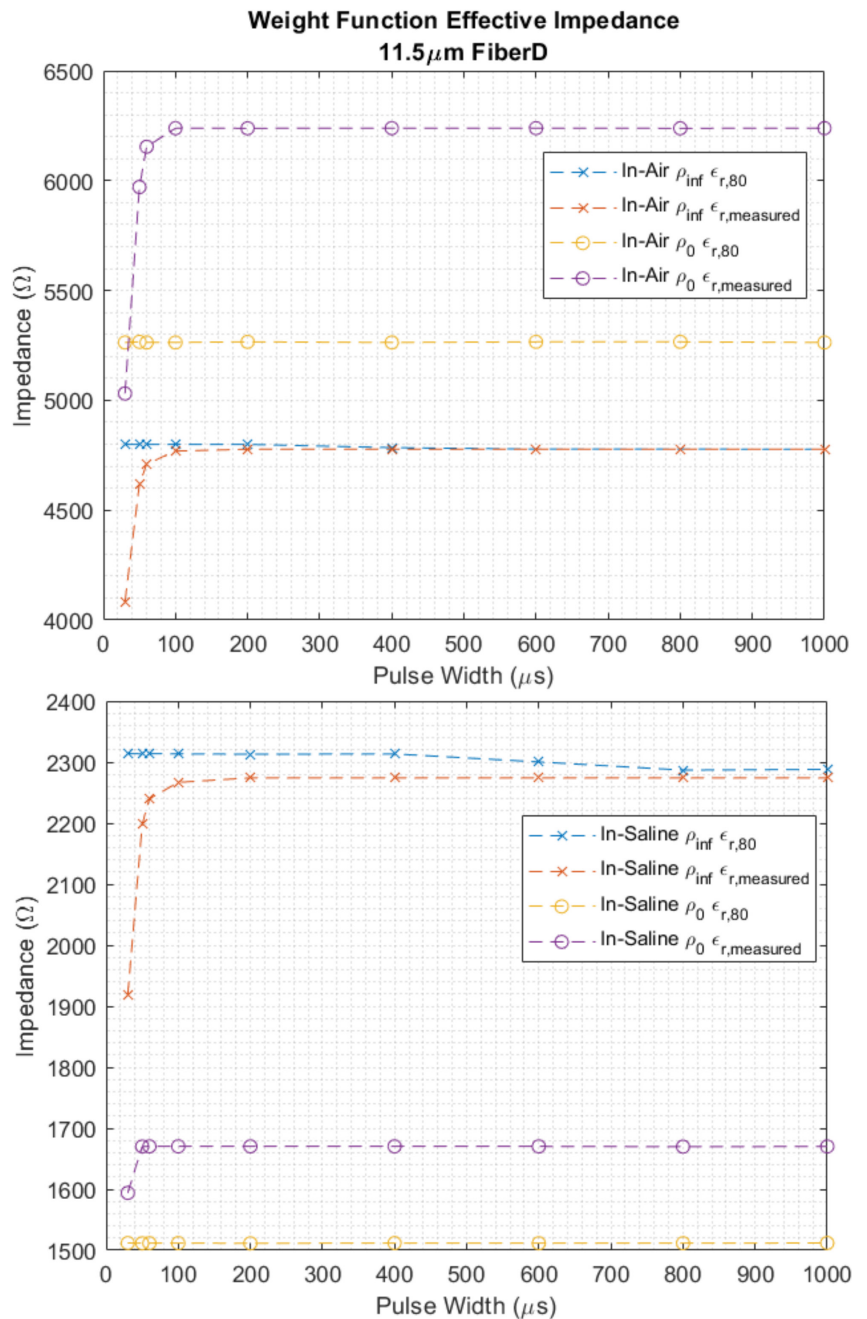 Weight Function Effective Impedance
11.5μm FiberD
6500
6000
5500
5000
4500
4000
Impedance (Ω)
In-Air ρinf ϵr,80
In-Air ρinf ϵr,measured
In-Air ρ0 ϵr,80
In-Air ρ0 ϵr,measured
0 100 200 300 400 500 600 700 800 900 1000
Pulse Width (μs)
2400
2300
2200
2100
2000
1900
1800
1700
1600
1500
Impedance (Ω)
In-Saline ρinf ϵr,80
In-Saline ρinf ϵr,measured
In-Saline ρ0 ϵr,80
In-Saline ρ0 ϵr,measured
0 100 200 300 400 500 600 700 800 900 1000
Pulse Width (μs)